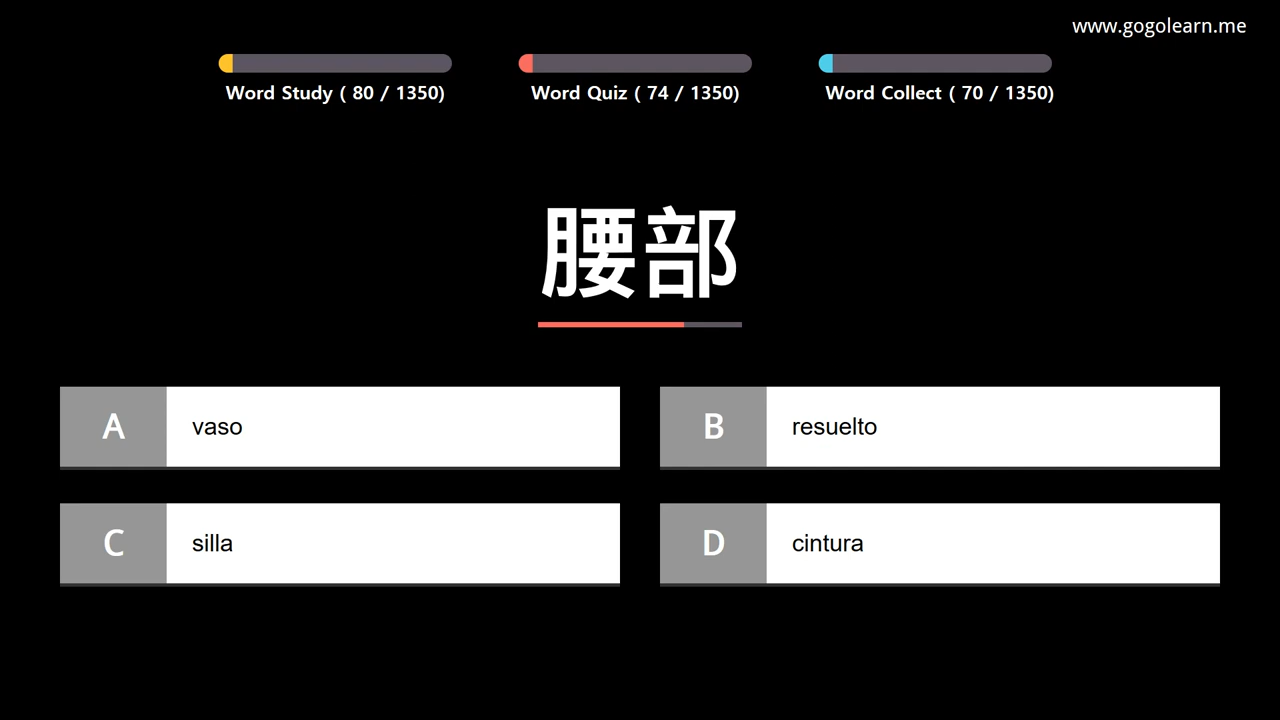 www.gogolearn.me
Word Study ( 80 / 1350)
Word Quiz ( 74 / 1350)
Word Collect ( 70 / 1350)
腰部
A vaso
B resuelto
C silla
D cintura